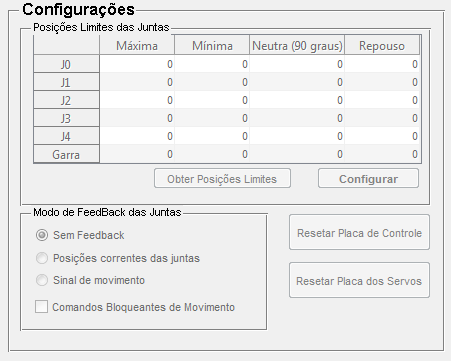 Configurações
Posições Limites das Juntas
Máxima Mínima Neutra (90 graus) Repouso
J0 0 0 0 0
J1 0 0 0 0
J2 0 0 0 0
J3 0 0 0 0
J4 0 0 0 0
Garra 0 0 0 0
Obter Posições Limites Configurar
Modo de FeedBack das Juntas
Sem Feedback
Posições correntes das juntas
Sinal de movimento
Comandos Bloqueantes de Movimento
Resetar Placa de Controle
Resetar Placa dos Servos